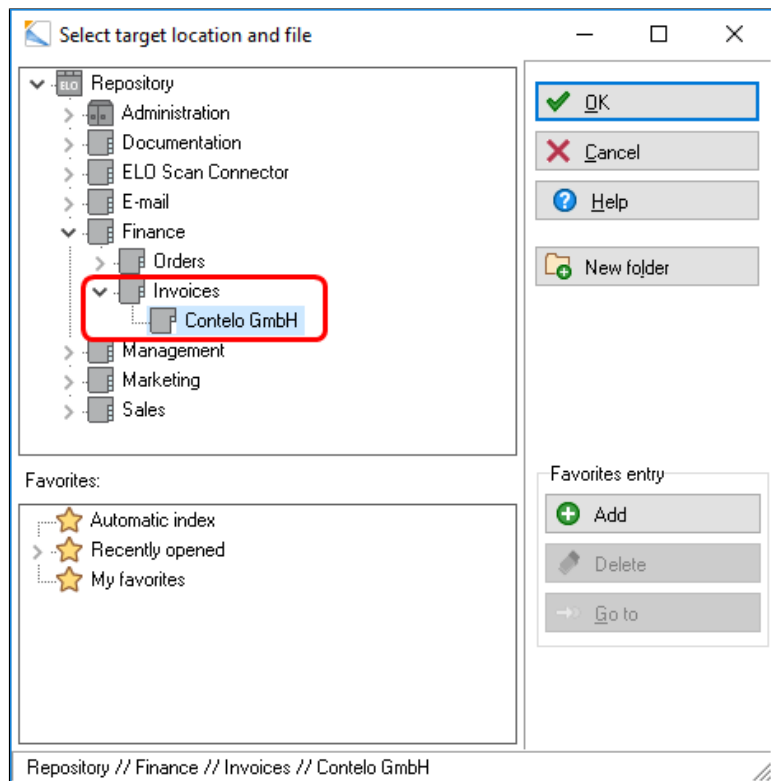 Select target location and file
ELO
Repository
Administration
Documentation
ELO Scan Connector
E-mail
Finance
Orders
Invoices
Contelo GmbH
Management
Marketing
Sales
OK
Cancel
Help
New folder
Favorites:
Automatic index
Recently opened
My favorites
Favorites entry
Add
Delete
Go to
Repository // Finance // Invoices // Contelo GmbH